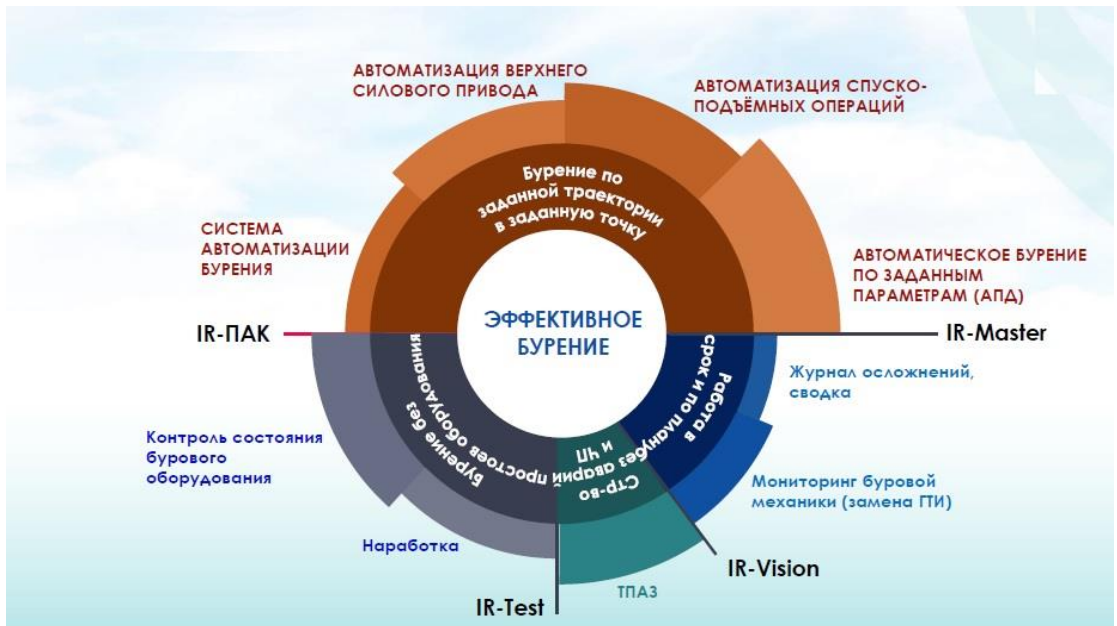 АВТОМАТИЗАЦИЯ ВЕРХНЕГО
СИЛОВОГО ПРИВОДА
АВТОМАТИЗАЦИЯ СПУСКО-
ПОДЪЁМНЫХ ОПЕРАЦИЙ
Бурение по
заданной траектории
в заданную точку
СИСТЕМА
АВТОМАТИЗАЦИИ
БУРЕНИЯ
АВТОМАТИЧЕСКОЕ БУРЕНИЕ
ПО ЗАДАННЫМ
ПАРАМЕТРАМ (АПД)
ЭФФЕКТИВНОЕ
БУРЕНИЕ
IR-ПАК
IR-Master
Журнал осложнений,
сводка
Работа в
срок и по плану
Контроль состояния
бурового
оборудования
Бурение без
простоев оборудования
Стр-во
без аварий
и ЧП
Мониторинг буровой
механики (замена ГТИ)
Наработка
IR-Vision
ТПАЗ
IR-Test